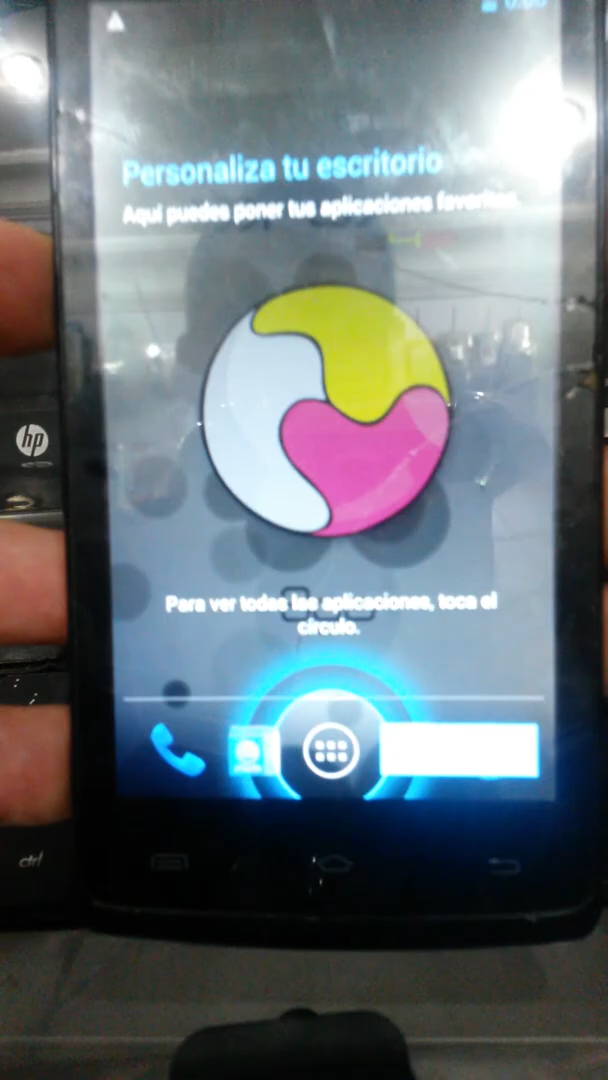 Personaliza tu escritorio
Aquí puedes poner tus aplicaciones favoritas.
hp
Para ver todas las aplicaciones, toca el
círculo.
ctrl